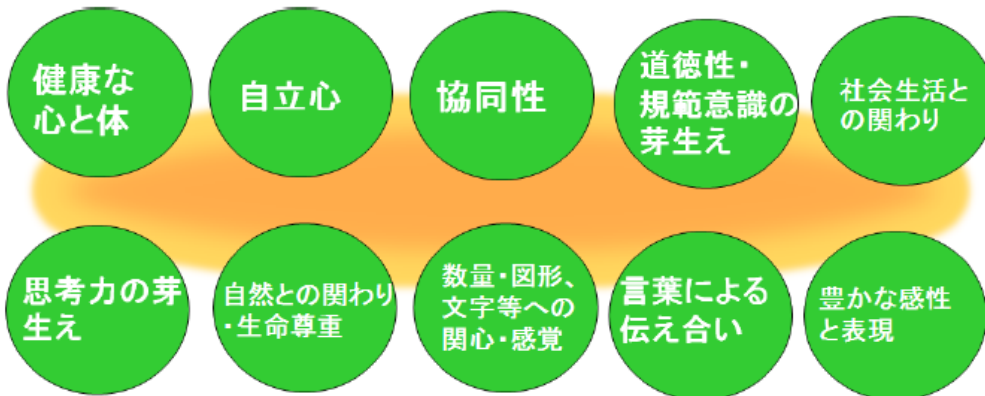 健康な
心と体
自立心
協同性
道徳性・
規範意識の
芽生え
社会生活と
の関わり
思考力の芽
生え
自然との関わり
・生命尊重
数量・図形、
文字等への
関心・感覚
言葉による
伝え合い
豊かな感性
と表現